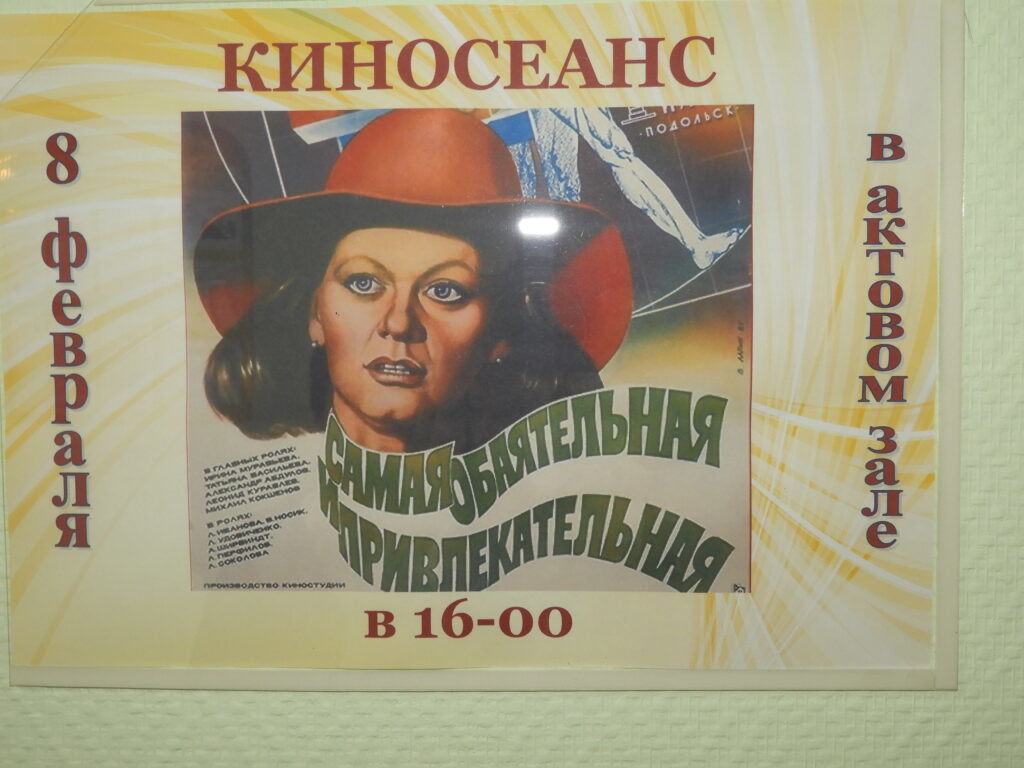 КИНОСЕАНС
8 февраля
в актовом зале
ПОДОЛЬСК
САМАЯ ОБАЯТЕЛЬНАЯ
И ПРИВЛЕКАТЕЛЬНАЯ
В ГЛАВНЫХ РОЛЯХ:
ИРИНА МУРАВЬЕВА,
ТАТЬЯНА ВАСИЛЬЕВА,
АЛЕКСАНДР АБДУЛОВ,
ЛЕОНИД КУРАВЛЕВ,
МИХАИЛ КОКШЕНОВ
В РОЛЯХ:
Л. ИВАНОВА, В. НОСИК,
Л. УДОВИЧЕНКО,
А. ШИРВИНДТ,
Л. ПЕРФИЛОВ,
Л. СОКОЛОВА
ПРОИЗВОДСТВО КИНОСТУДИИ
в 16-00